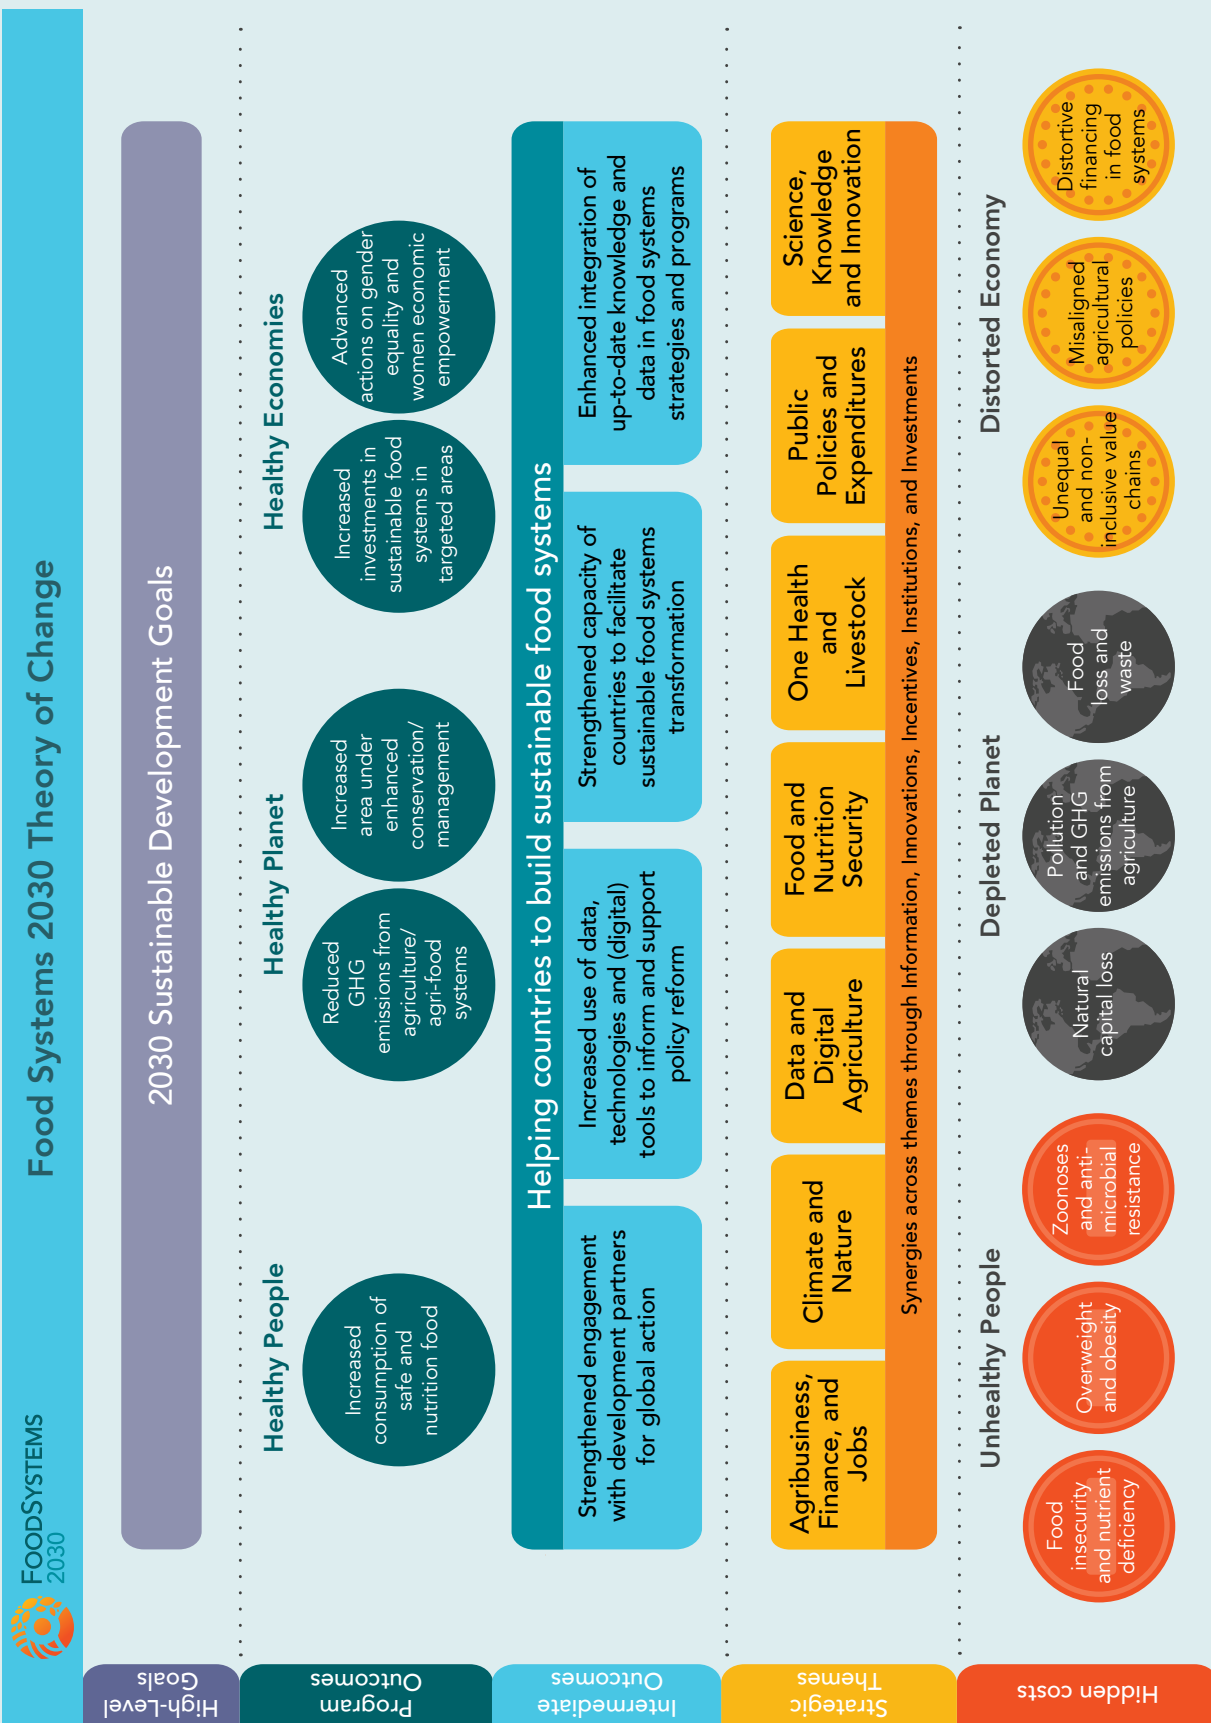 FOODSYSTEMS
2030
Food Systems 2030 Theory of Change
High-Level
Goals
2030 Sustainable Development Goals
Program
Outcomes
Healthy People
Increased
consumption of
safe and
nutrition food
Healthy Planet
Reduced
GHG
emissions from
agriculture/
agri-food
systems
Increased
area under
enhanced
conservation/
management
Healthy Economies
Increased
investments in
sustainable food
systems in
targeted areas
Advanced
actions on gender
equality and
women economic
empowerment
Intermediate
Outcomes
Helping countries to build sustainable food systems
Strengthened engagement
with development partners
for global action
Increased use of data,
technologies and (digital)
tools to inform and support
policy reform
Strengthened capacity of
countries to facilitate
sustainable food systems
transformation
Enhanced integration of
up-to-date knowledge and
data in food systems
strategies and programs
Strategic
Themes
Agribusiness,
Finance, and
Jobs
Climate and
Nature
Data and
Digital
Agriculture
Food and
Nutrition
Security
One Health
and
Livestock
Public
Policies and
Expenditures
Science,
Knowledge
and Innovation
Synergies across themes through Information, Innovations, Incentives, Institutions, and Investments
Hidden costs
Unhealthy People
Food
insecurity
and nutrient
deficiency
Overweight
and obesity
Zoonoses
and anti-
microbial
resistance
Depleted Planet
Natural
capital loss
Pollution
and GHG
emissions from
agriculture
Food
loss and
waste
Distorted Economy
Unequal
and non-
inclusive value
chains
Misaligned
agricultural
policies
Distortive
financing
in food
systems